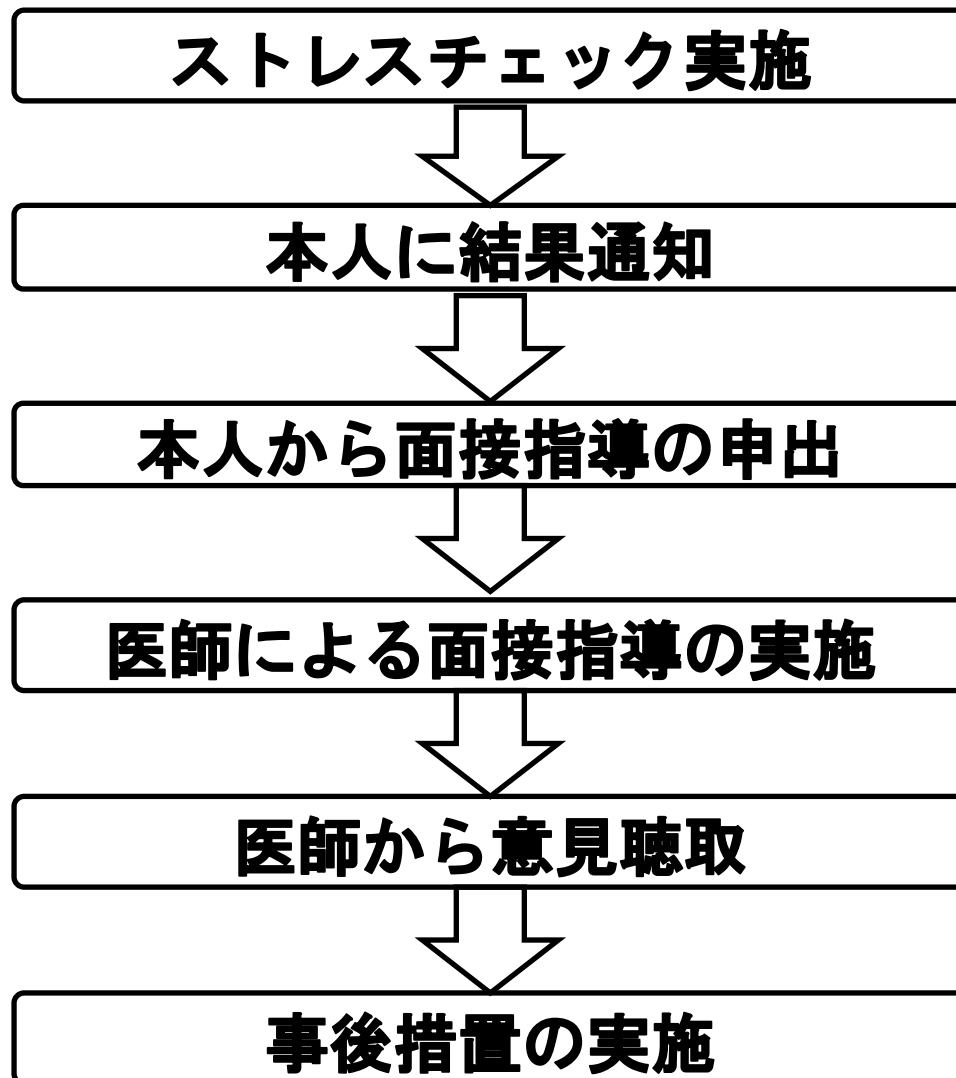 ストレスチェック実施
本人に結果通知
本人から面接指導の申出
医師による面接指導の実施
医師から意見聴取
事後措置の実施